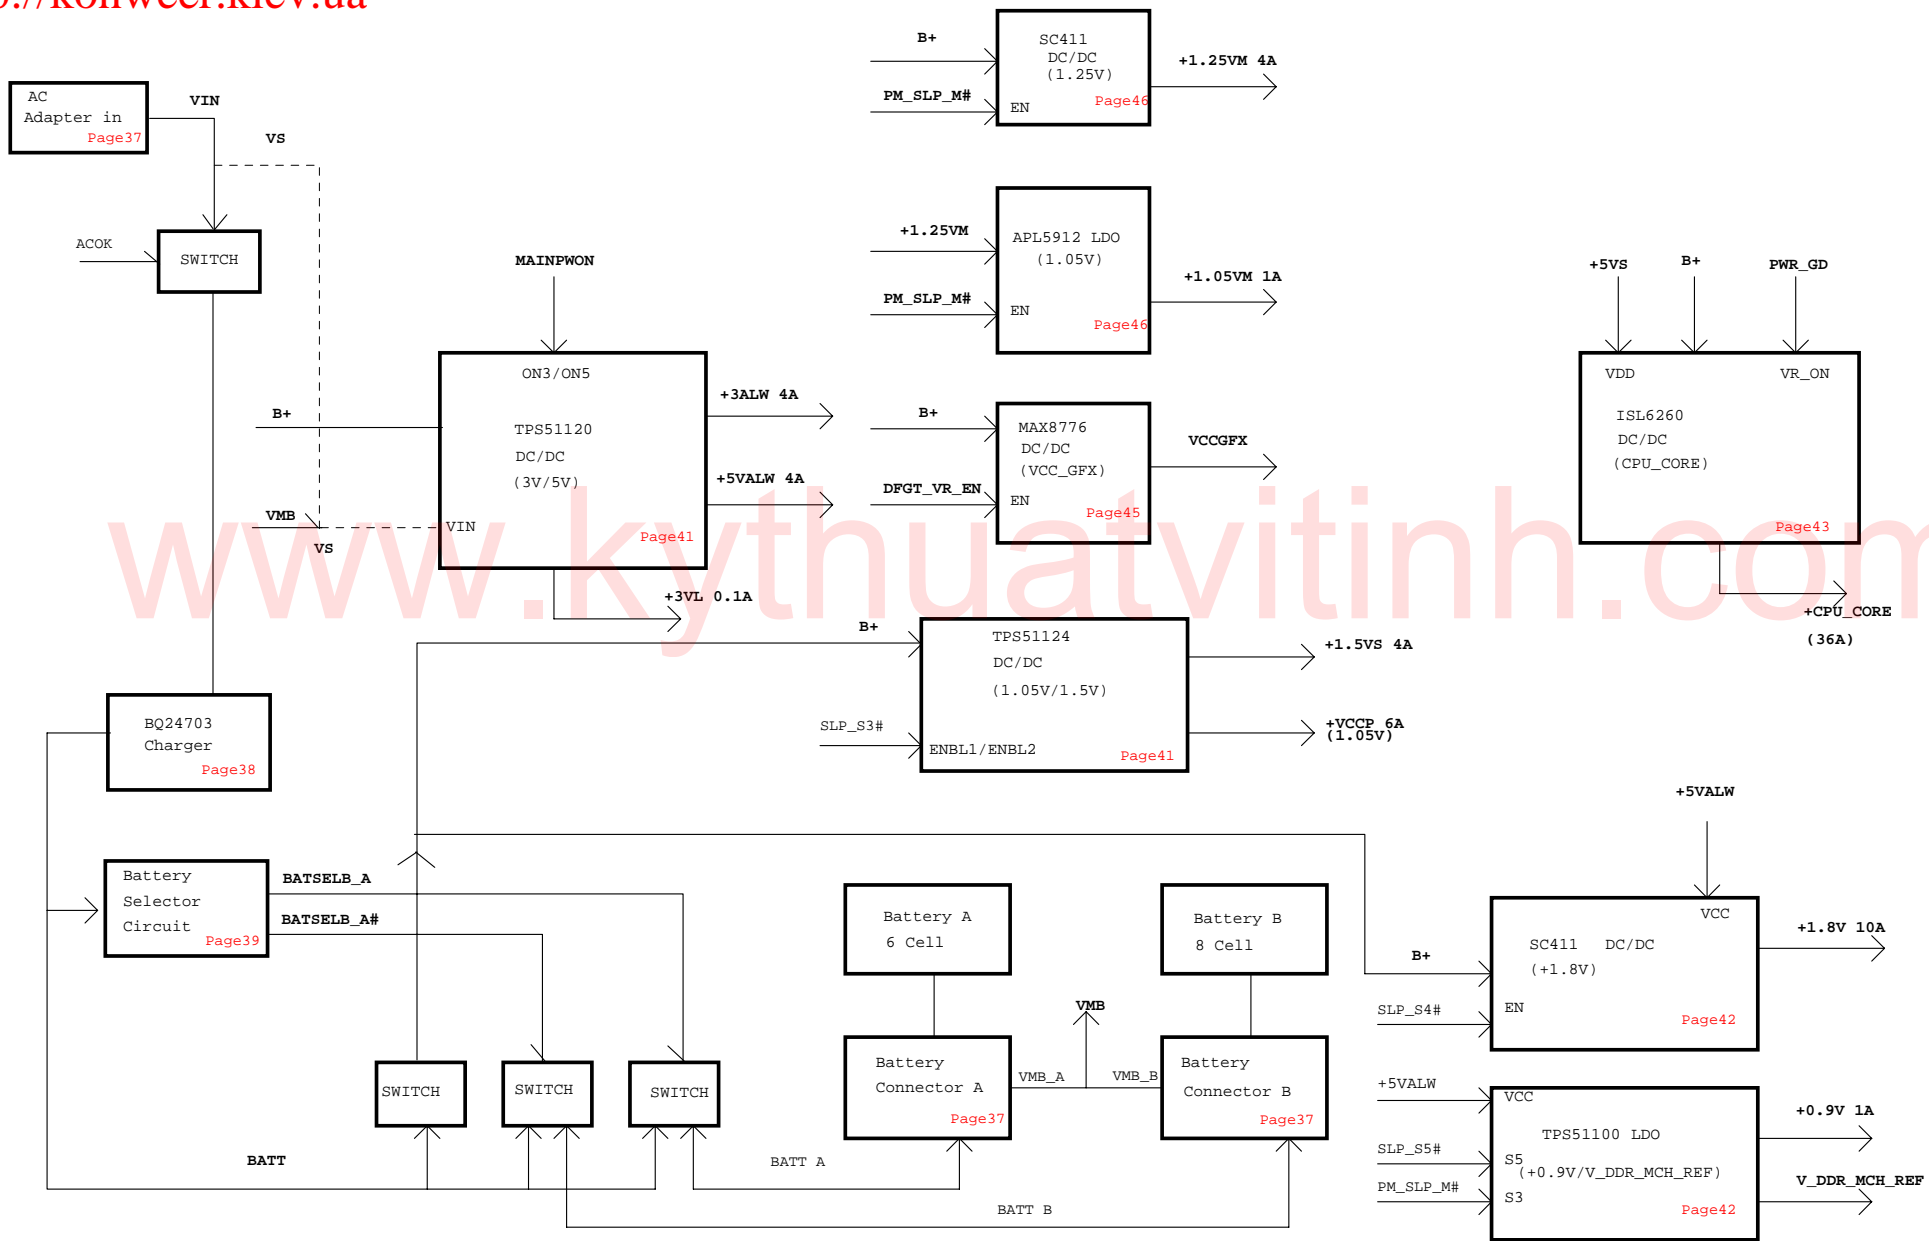 ://kohweel.kiev.ua
www.kythuatvitinh.com
AC
Adapter in
Page37
VIN
VS
ACOK
SWITCH
MAINPWON
B+
VMB
VS
ON3/ON5
TPS51120
DC/DC
(3V/5V)
VIN
Page41
+3ALW 4A
+5VALW 4A
+3VL 0.1A
B+
PM_SLP_M#
SC411
DC/DC
(1.25V)
EN
Page46
+1.25VM 4A
+1.25VM
PM_SLP_M#
APL5912 LDO
(1.05V)
EN
Page46
+1.05VM 1A
B+
DFGT_VR_EN
MAX8776
DC/DC
(VCC_GFX)
EN
Page45
VCCGFX
+5VS
B+
PWR_GD
VDD
VR_ON
ISL6260
DC/DC
(CPU_CORE)
Page43
+CPU_CORE
(36A)
B+
SLP_S3#
TPS51124
DC/DC
(1.05V/1.5V)
ENBL1/ENBL2
Page41
+1.5VS 4A
+VCCP 6A
(1.05V)
BQ24703
Charger
Page38
Battery
Selector
Circuit
Page39
BATSELB_A
BATSELB_A#
SWITCH
SWITCH
SWITCH
BATT
BATT A
BATT B
Battery A
6 Cell
Battery B
8 Cell
VMB
Battery
Connector A
Page37
VMB_A
VMB_B
Battery
Connector B
Page37
+5VALW
B+
SLP_S4#
VCC
SC411 DC/DC
(+1.8V)
EN
Page42
+1.8V 10A
+5VALW
SLP_S5#
PM_SLP_M#
VCC
TPS51100 LDO
S5
(+0.9V/V_DDR_MCH_REF)
S3
Page42
+0.9V 1A
V_DDR_MCH_REF